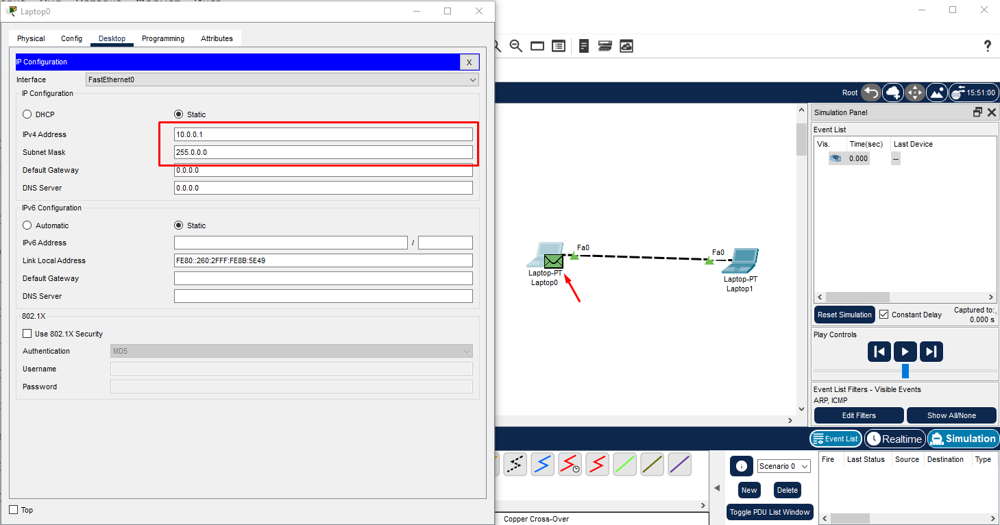 Laptop0
Physical Config Desktop Programming Attributes
IP Configuration X
Interface FastEthernet0
IP Configuration
DHCP Static
IPv4 Address 10.0.0.1
Subnet Mask 255.0.0.0
Default Gateway 0.0.0.0
DNS Server 0.0.0.0
IPv6 Configuration
Automatic Static
IPv6 Address /
Link Local Address FE80::260:2FFF:FE8B:5E49
Default Gateway
DNS Server
802.1X
Use 802.1X Security
Authentication MD5
Username
Password
Top
?
Root 15:51:00
Fa0
Fa0
Laptop-PT
Laptop0
Laptop-PT
Laptop1
Simulation Panel
Event List
Vis. Time(sec) Last Device
0.000 --
Reset Simulation Constant Delay Captured to:
0.000 s
Play Controls
Event List Filters - Visible Events
ARP, ICMP
Edit Filters Show All/None
Event List Realtime Simulation
Scenario 0
New Delete
Toggle PDU List Window
Fire Last Status Source Destination Type
Copper Cross-Over